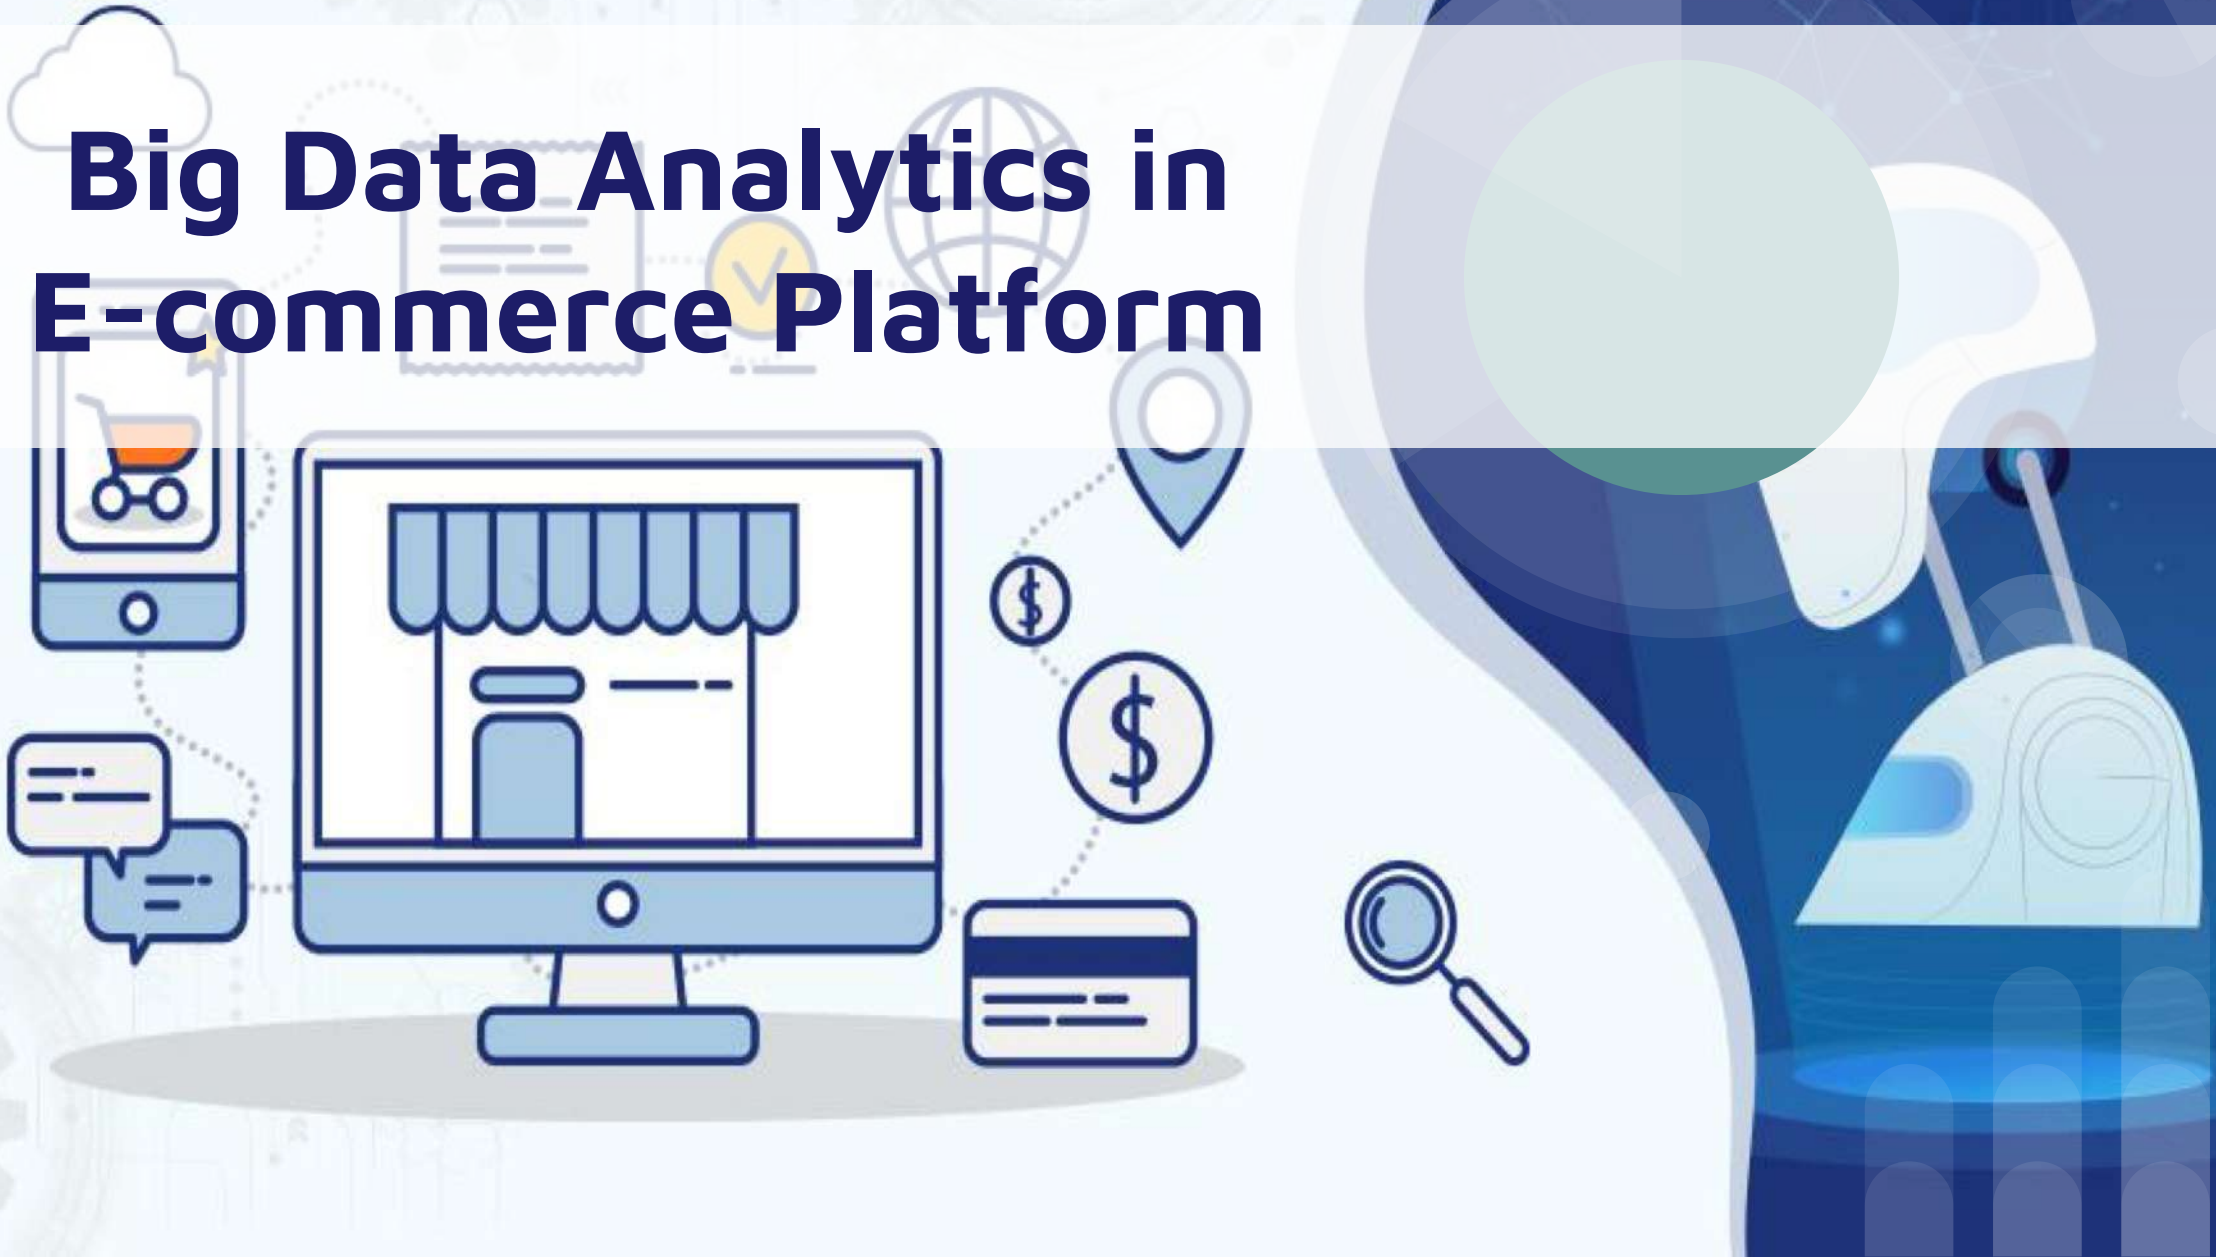 Big Data Analytics in
E-commerce Platform
$
$